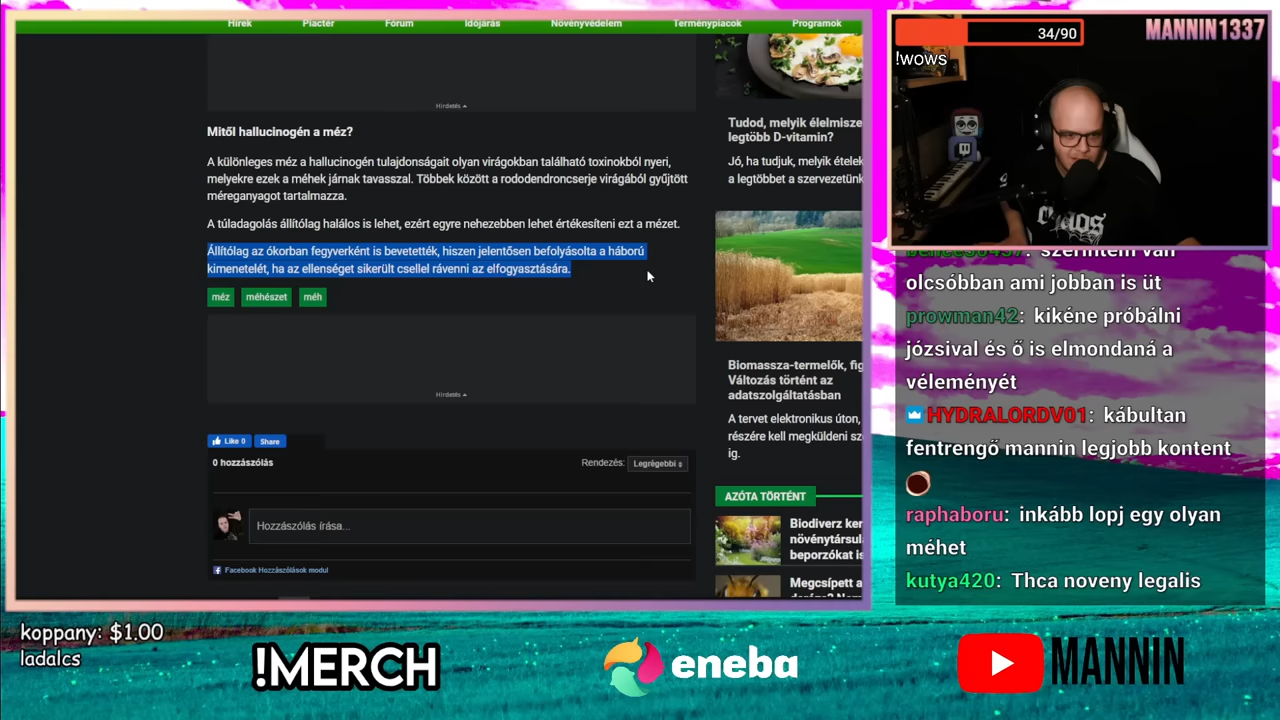 Hírek
Piactér
Fórum
Időjárás
Növényvédelem
Terménypiacok
Programok
Hirdetés
Mitől hallucinogén a méz?
A különleges méz a hallucinogén tulajdonságait olyan virágokban található toxinokból nyeri,
melyekre ezek a méhek járnak tavasszal. Többek között a rododendroncserje virágából gyűjtött
méreganyagot tartalmazza.
A túladagolás állítólag halálos is lehet, ezért egyre nehezebben lehet értékesíteni ezt a mézet.
Állítólag az ókorban fegyverként is bevetették, hiszen jelentősen befolyásolta a háború
kimenetelét, ha az ellenséget sikerült csellel rávenni az elfogyasztására.
méz
méhészet
méh
Hirdetés
Like 0
Share
0 hozzászólás
Rendezés:
Legrégebbi
Hozzászólás írása...
Facebook Hozzászólások modul
Tudod, melyik élelmisze
legtöbb D-vitamin?
Jó, ha tudjuk, melyik ételek
a legtöbbet a szervezetünk
Biomassza-termelők, fig
Változás történt az
adatszolgáltatásban
A tervet elektronikus úton,
részére kell megküldeni sz
ig.
AZÓTA TÖRTÉNT
Biodiverz ker
növénytársula
beporzókat is
Megcsípett a
34/90
!wows
MANNIN1337
chaos
szerintem van
olcsóbban ami jobban is üt
prowman42: kikéne próbálni
józsival és ő is elmondaná a
véleményét
HYDRALORDV01: kábultan
fentrengő mannin legjobb kontent
raphaboru: inkább lopj egy olyan
méhet
kutya420: Thca noveny legalis
koppany: $1.00
ladalcs
!MERCH
eneba
MANNIN